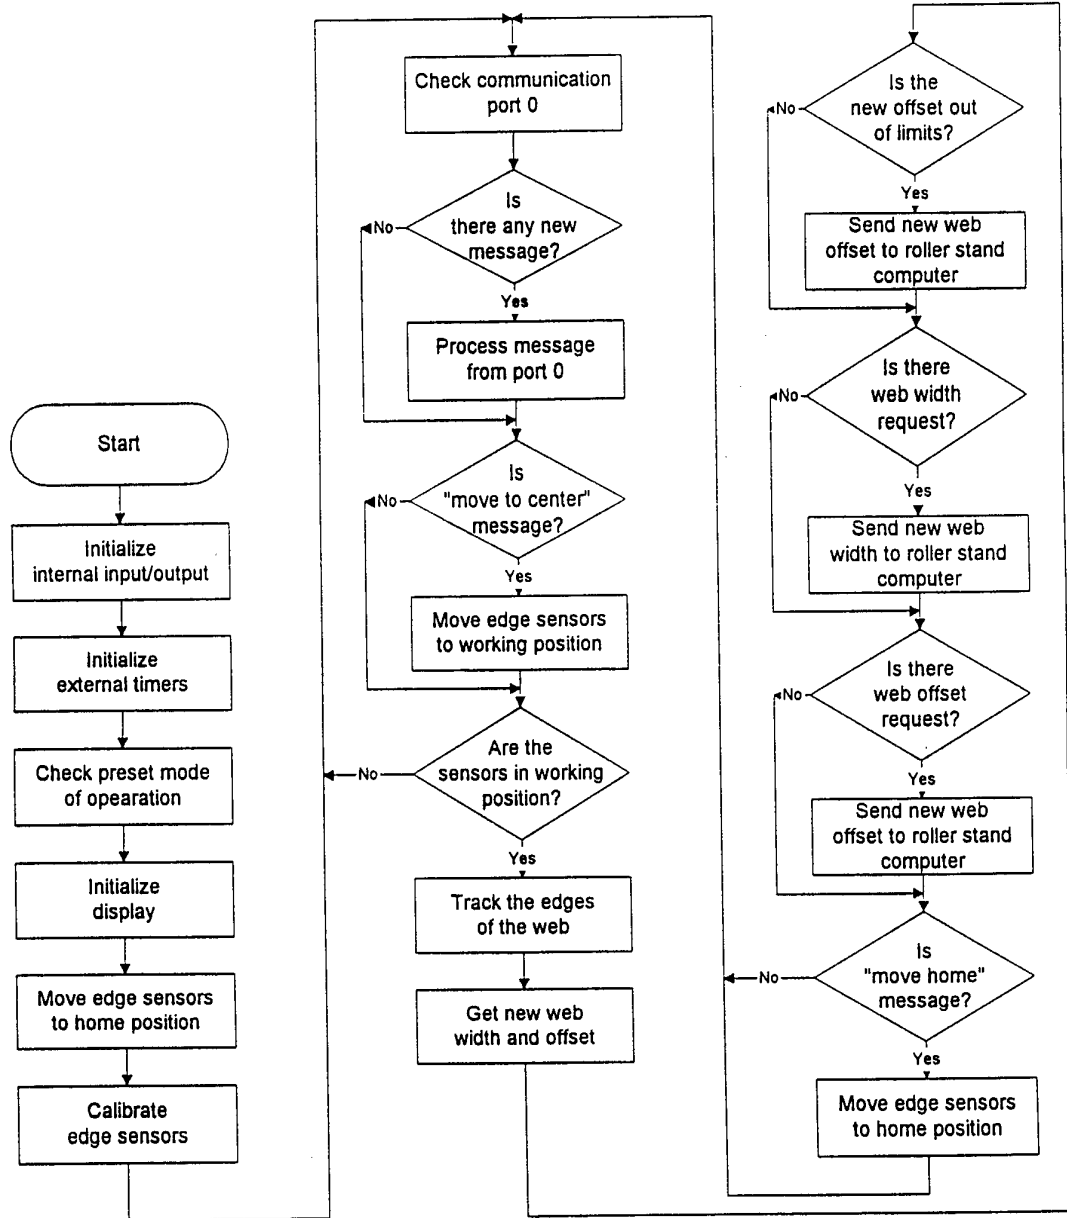 Start
Initialize
internal input/output
Initialize
external timers
Check preset mode
of opearation
Initialize
display
Move edge sensors
to home position
Calibrate
edge sensors
Check communication
port 0
Is
there any new
message?
No
Yes
Process message
from port 0
Is
"move to center"
message?
No
Yes
Move edge sensors
to working position
Are the
sensors in working
position?
No
Yes
Track the edges
of the web
Get new web
width and offset
Is the
new offset out
of limits?
No
Yes
Send new web
offset to roller stand
computer
Is there
web width
request?
No
Yes
Send new web
width to roller stand
computer
Is there
web offset
request?
No
Yes
Send new web
offset to roller stand
computer
Is
"move home"
message?
No
Yes
Move edge sensors
to home position